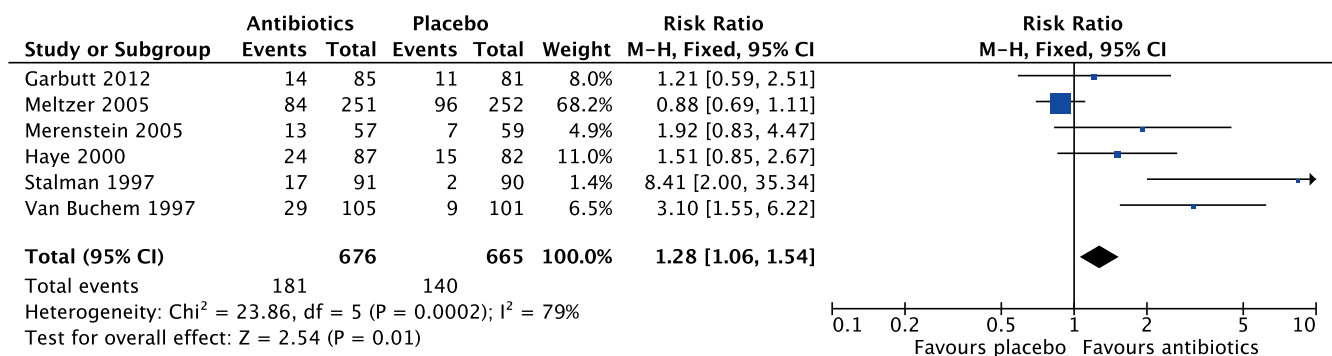 Antibiotics Placebo Risk Ratio Risk Ratio
Study or Subgroup Events Total Events Total Weight M-H, Fixed, 95% CI M-H, Fixed, 95% CI
Garbutt 2012 14 85 11 81 8.0% 1.21 [0.59, 2.51]
Meltzer 2005 84 251 96 252 68.2% 0.88 [0.69, 1.11]
Merenstein 2005 13 57 7 59 4.9% 1.92 [0.83, 4.47]
Haye 2000 24 87 15 82 11.0% 1.51 [0.85, 2.67]
Stalman 1997 17 91 2 90 1.4% 8.41 [2.00, 35.34]
Van Buchem 1997 29 105 9 101 6.5% 3.10 [1.55, 6.22]
Total (95% CI) 676 665 100.0% 1.28 [1.06, 1.54]
Total events 181 140
Heterogeneity: Chi² = 23.86, df = 5 (P = 0.0002); I² = 79%
Test for overall effect: Z = 2.54 (P = 0.01)
0.1 0.2 0.5 1 2 5 10
Favours placebo Favours antibiotics